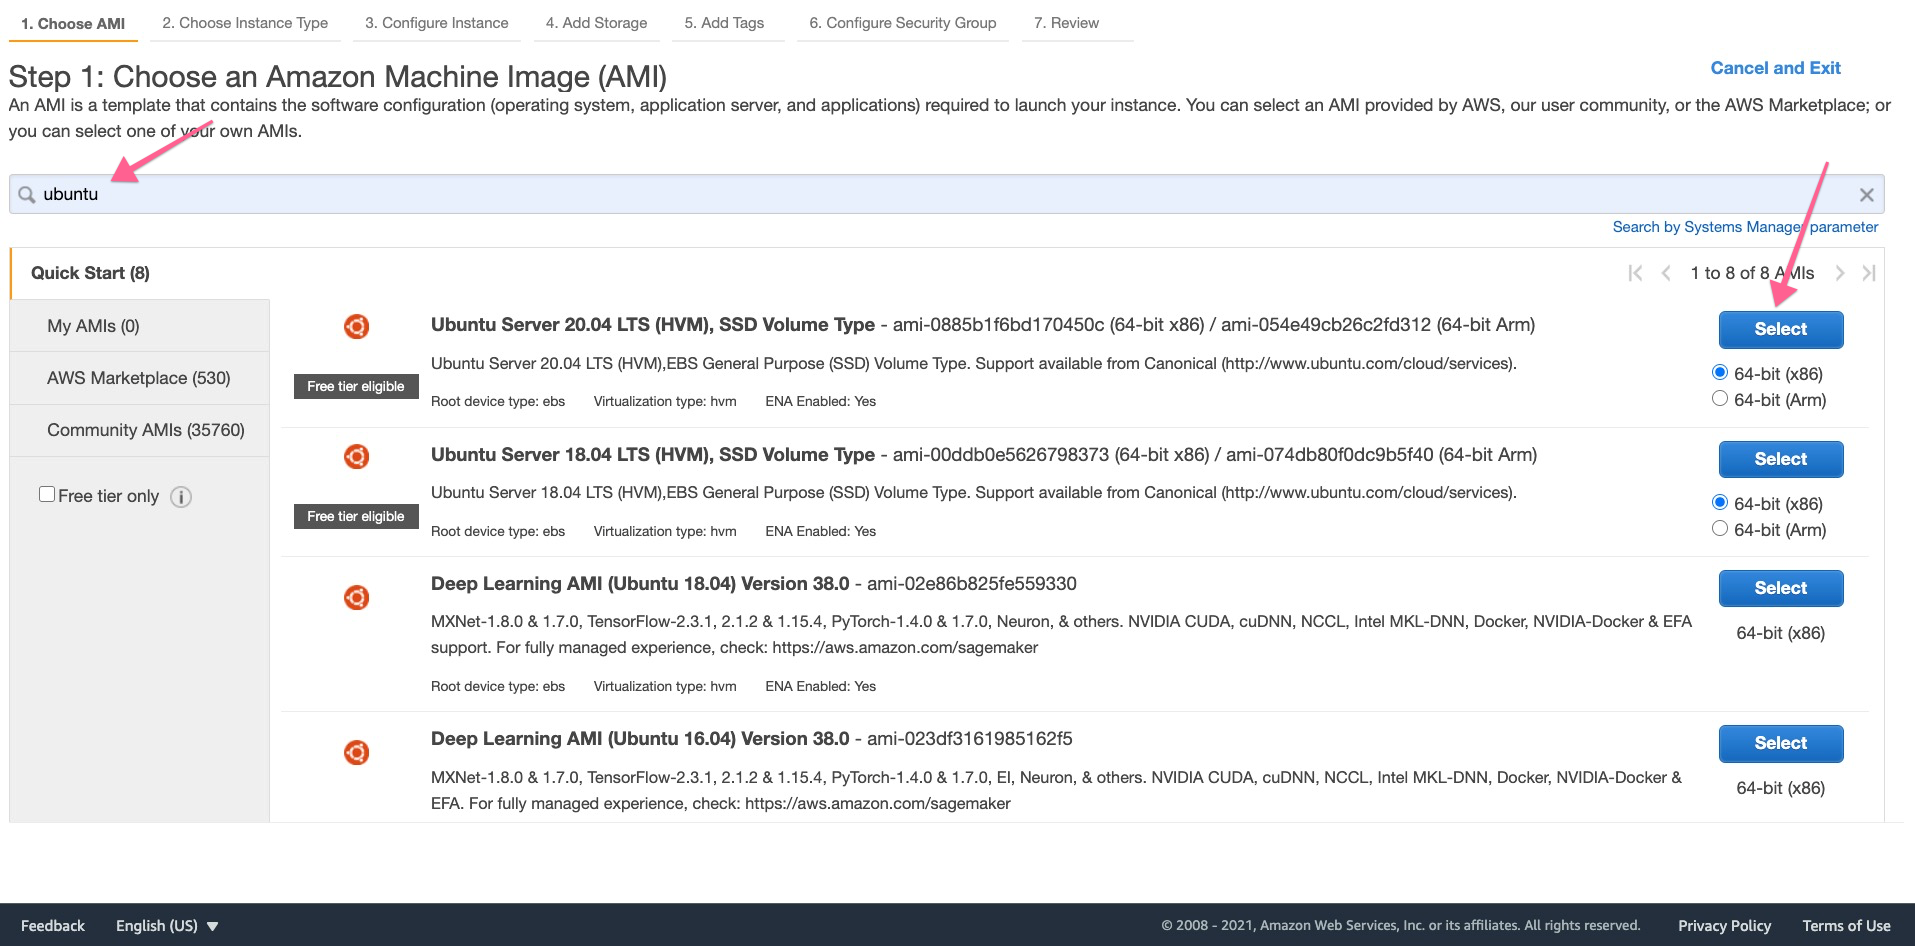 1. Choose AMI 2. Choose Instance Type 3. Configure Instance 4. Add Storage 5. Add Tags 6. Configure Security Group 7. Review
Step 1: Choose an Amazon Machine Image (AMI)
Cancel and Exit
An AMI is a template that contains the software configuration (operating system, application server, and applications) required to launch your instance. You can select an AMI provided by AWS, our user community, or the AWS Marketplace; or
you can select one of your own AMIs.
ubuntu
Search by Systems Manager parameter
Quick Start (8)
1 to 8 of 8 AMIs
My AMIs (0)
AWS Marketplace (530)
Community AMIs (35760)
Free tier only
Ubuntu Server 20.04 LTS (HVM), SSD Volume Type - ami-0885b1f6bd170450c (64-bit x86) / ami-054e49cb26c2fd312 (64-bit Arm)
Ubuntu Server 20.04 LTS (HVM),EBS General Purpose (SSD) Volume Type. Support available from Canonical (http://www.ubuntu.com/cloud/services).
Free tier eligible
Root device type: ebs Virtualization type: hvm ENA Enabled: Yes
Select
64-bit (x86)
64-bit (Arm)
Ubuntu Server 18.04 LTS (HVM), SSD Volume Type - ami-00ddb0e5626798373 (64-bit x86) / ami-074db80f0dc9b5f40 (64-bit Arm)
Ubuntu Server 18.04 LTS (HVM),EBS General Purpose (SSD) Volume Type. Support available from Canonical (http://www.ubuntu.com/cloud/services).
Free tier eligible
Root device type: ebs Virtualization type: hvm ENA Enabled: Yes
Select
64-bit (x86)
64-bit (Arm)
Deep Learning AMI (Ubuntu 18.04) Version 38.0 - ami-02e86b825fe559330
MXNet-1.8.0 & 1.7.0, TensorFlow-2.3.1, 2.1.2 & 1.15.4, PyTorch-1.4.0 & 1.7.0, Neuron, & others. NVIDIA CUDA, cuDNN, NCCL, Intel MKL-DNN, Docker, NVIDIA-Docker & EFA
support. For fully managed experience, check: https://aws.amazon.com/sagemaker
Root device type: ebs Virtualization type: hvm ENA Enabled: Yes
Select
64-bit (x86)
Deep Learning AMI (Ubuntu 16.04) Version 38.0 - ami-023df3161985162f5
MXNet-1.8.0 & 1.7.0, TensorFlow-2.3.1, 2.1.2 & 1.15.4, PyTorch-1.4.0 & 1.7.0, EI, Neuron, & others. NVIDIA CUDA, cuDNN, NCCL, Intel MKL-DNN, Docker, NVIDIA-Docker &
EFA. For fully managed experience, check: https://aws.amazon.com/sagemaker
Select
64-bit (x86)
Feedback English (US) © 2008 - 2021, Amazon Web Services, Inc. or its affiliates. All rights reserved. Privacy Policy Terms of Use